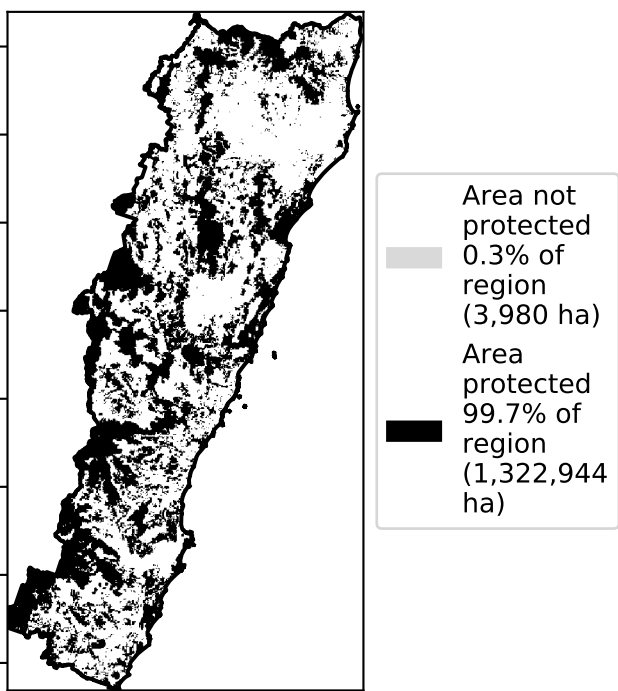 Area not
protected
0.3% of
region
(3,980 ha)
Area
protected
99.7% of
region
(1,322,944
ha)